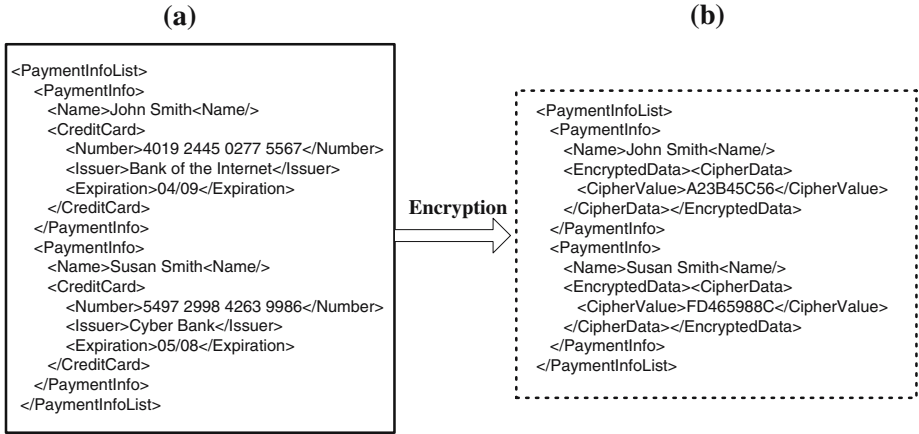 (a)
<PaymentInfoList>
<PaymentInfo>
<Name>John Smith<Name/>
<CreditCard>
<Number>4019 2445 0277 5567</Number>
<Issuer>Bank of the Internet</Issuer>
<Expiration>04/09</Expiration>
</CreditCard>
</PaymentInfo>
<PaymentInfo>
<Name>Susan Smith<Name/>
<CreditCard>
<Number>5497 2998 4263 9986</Number>
<Issuer>Cyber Bank</Issuer>
<Expiration>05/08</Expiration>
</CreditCard>
</PaymentInfo>
</PaymentInfoList>
Encryption
(b)
<PaymentInfoList>
<PaymentInfo>
<Name>John Smith<Name/>
<EncryptedData><CipherData>
<CipherValue>A23B45C56</CipherValue>
</CipherData></EncryptedData>
</PaymentInfo>
<PaymentInfo>
<Name>Susan Smith<Name/>
<EncryptedData><CipherData>
<CipherValue>FD465988C</CipherValue>
</CipherData></EncryptedData>
</PaymentInfo>
</PaymentInfoList>